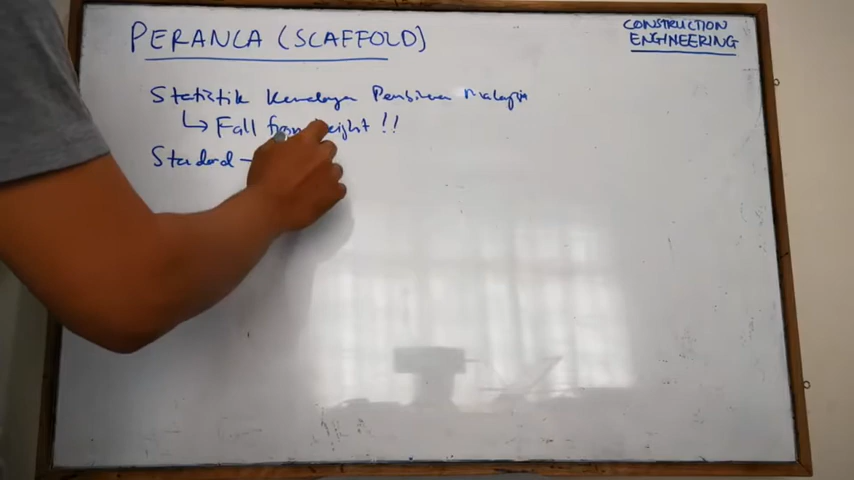 PERANCA (SCAFFOLD)
CONSTRUCTION
ENGINEERING
Statistik Kemalangan Pembinaan Malaysia
↳ Fall from height !!
Standard –